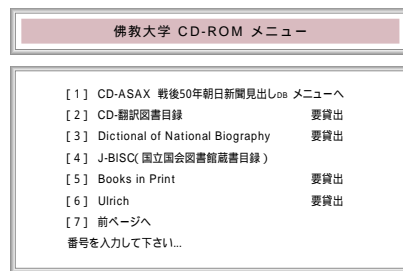 佛教大学 CD-ROM メニュー
[1] CD-ASAX 戦後50年朝日新聞見出しDB メニューへ
[2] CD-翻訳図書目録 要貸出
[3] Dictional of National Biography 要貸出
[4] J-BISC(国立国会図書館蔵書目録)
[5] Books in Print 要貸出
[6] Ulrich 要貸出
[7] 前ページへ
番号を入力して下さい...